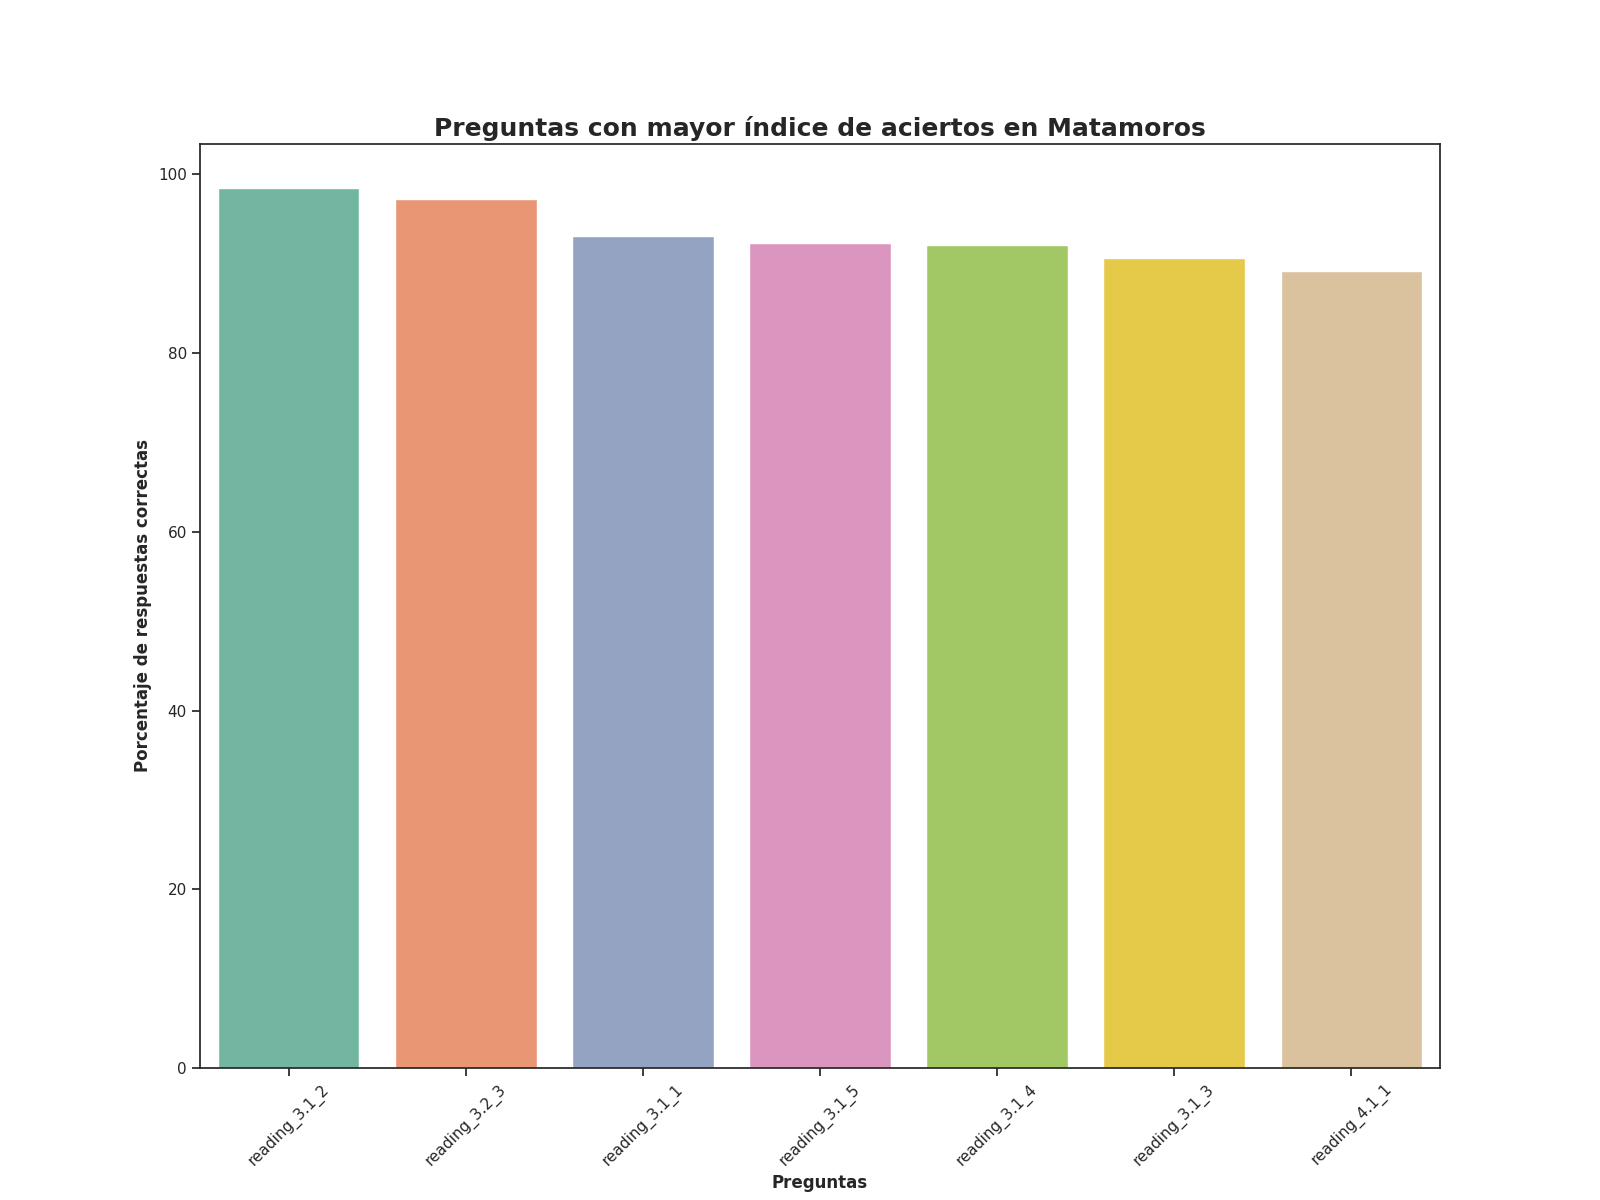 Preguntas con mayor índice de aciertos en Matamoros
Porcentaje de respuestas correctas
100
80
60
40
20
0
reading_3.1_2
reading_3.2_3
reading_3.1_1
reading_3.1_5
reading_3.1_4
reading_3.1_3
reading_4.1_1
Preguntas